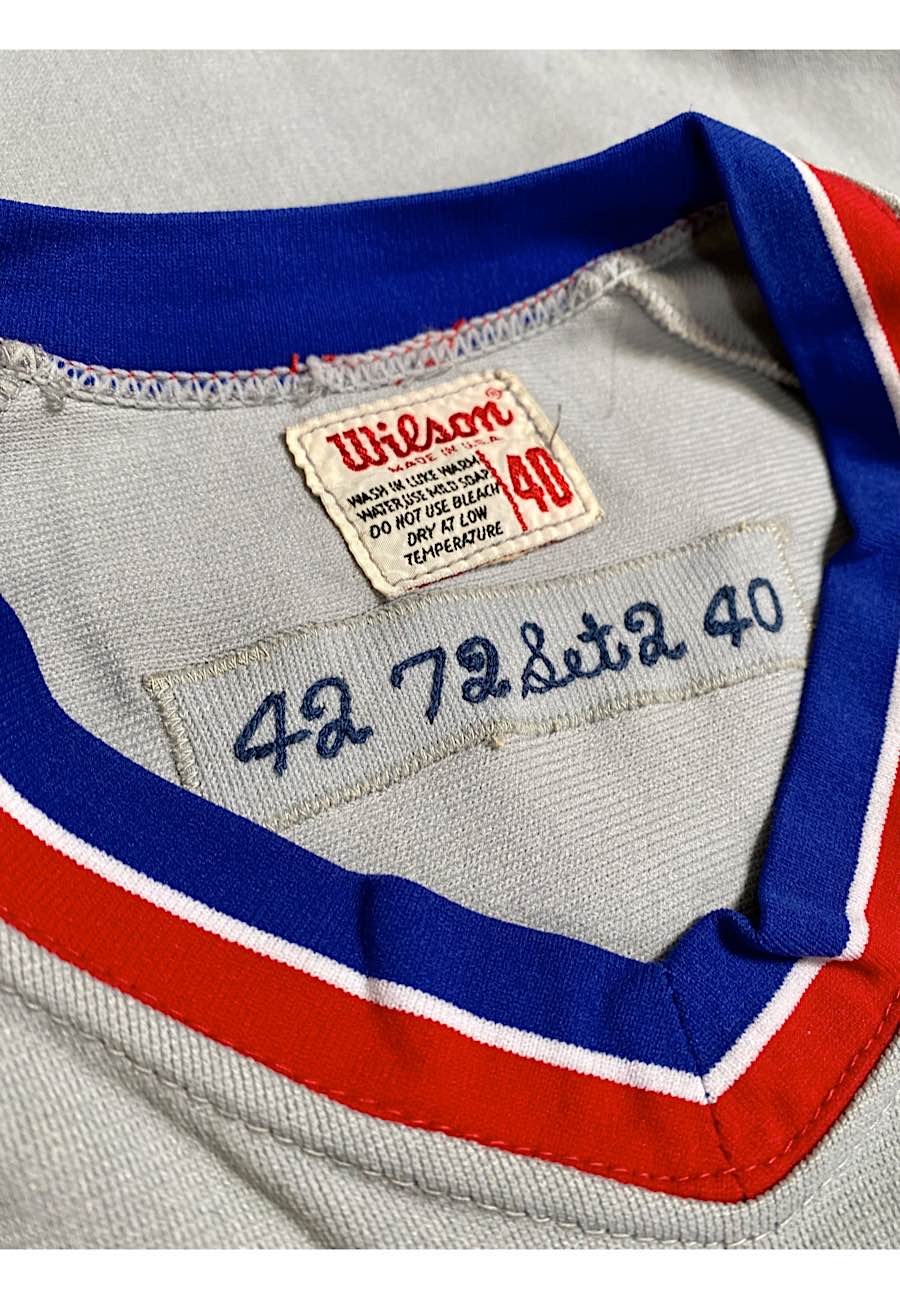 Wilson®
MADE IN U.S.A
WASH IN LUKE WARM
WATER,USE MILD SOAP
DO NOT USE BLEACH
DRY AT LOW
TEMPERATURE
40
42 72 Set 2 40